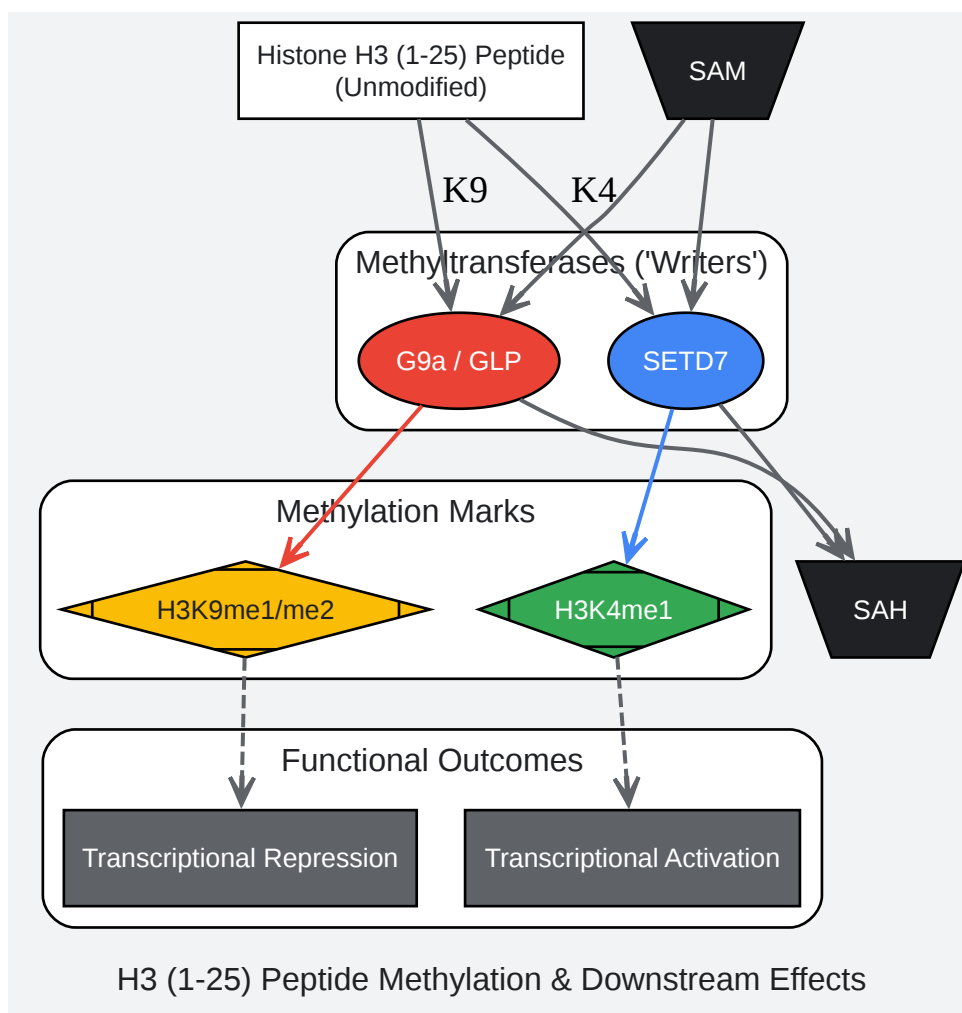 Histone H3 (1-25) Peptide
(Unmodified)
SAM
K9
K4
Methyltransferases ('Writers')
G9a / GLP
SETD7
Methylation Marks
H3K9me1/me2
H3K4me1
SAH
Functional Outcomes
Transcriptional Repression
Transcriptional Activation
H3 (1-25) Peptide Methylation & Downstream Effects